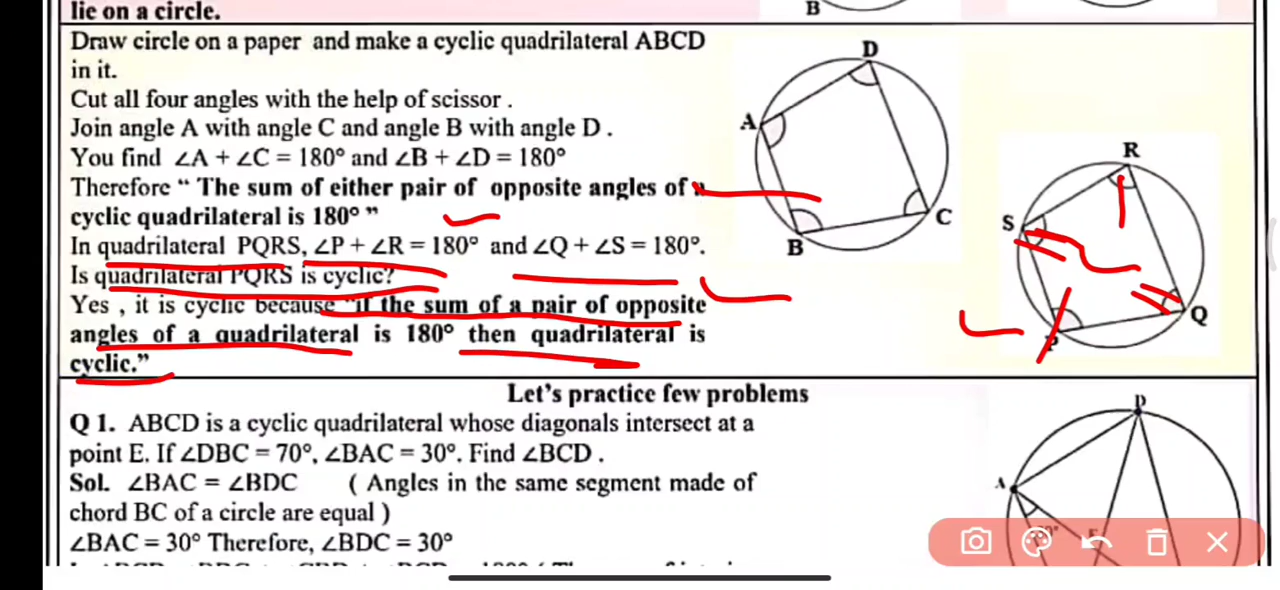 lie on a circle.
B
Draw circle on a paper and make a cyclic quadrilateral ABCD
in it.
Cut all four angles with the help of scissor .
Join angle A with angle C and angle B with angle D .
You find ∠A + ∠C = 180° and ∠B + ∠D = 180°
Therefore “ The sum of either pair of opposite angles of a
cyclic quadrilateral is 180° ”
In quadrilateral PQRS, ∠P + ∠R = 180° and ∠Q + ∠S = 180°.
Is quadrilateral PQRS is cyclic?
Yes , it is cyclic because “if the sum of a pair of opposite
angles of a quadrilateral is 180° then quadrilateral is
cyclic.”
D
A
C
B
R
S
Q
P
Let’s practice few problems
Q 1. ABCD is a cyclic quadrilateral whose diagonals intersect at a
point E. If ∠DBC = 70°, ∠BAC = 30°. Find ∠BCD .
Sol. ∠BAC = ∠BDC ( Angles in the same segment made of
chord BC of a circle are equal )
∠BAC = 30° Therefore, ∠BDC = 30°
D
A